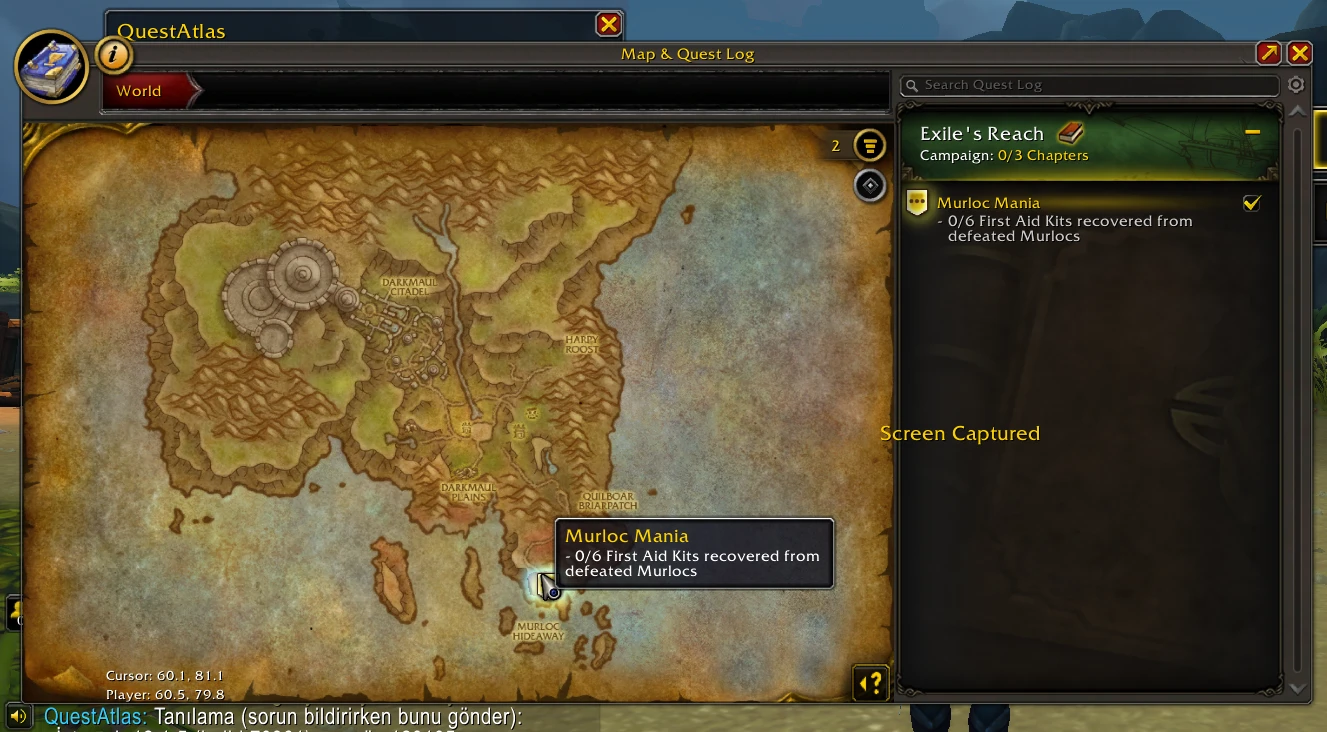 QuestAtlas
Map & Quest Log
World
Search Quest Log
2
Exile's Reach
Campaign: 0/3 Chapters
Murloc Mania
- 0/6 First Aid Kits recovered from
defeated Murlocs
DARKMAUL
CITADEL
HARPY
ROOST
Screen Captured
DARKMAUL
PLAINS
QUILBOAR
BRIARPATCH
Murloc Mania
- 0/6 First Aid Kits recovered from
defeated Murlocs
MURLOC
HIDEAWAY
Cursor: 60.1, 81.1
Player: 60.5, 79.8
QuestAtlas: Tanılama (sorun bildirirken bunu gönder):